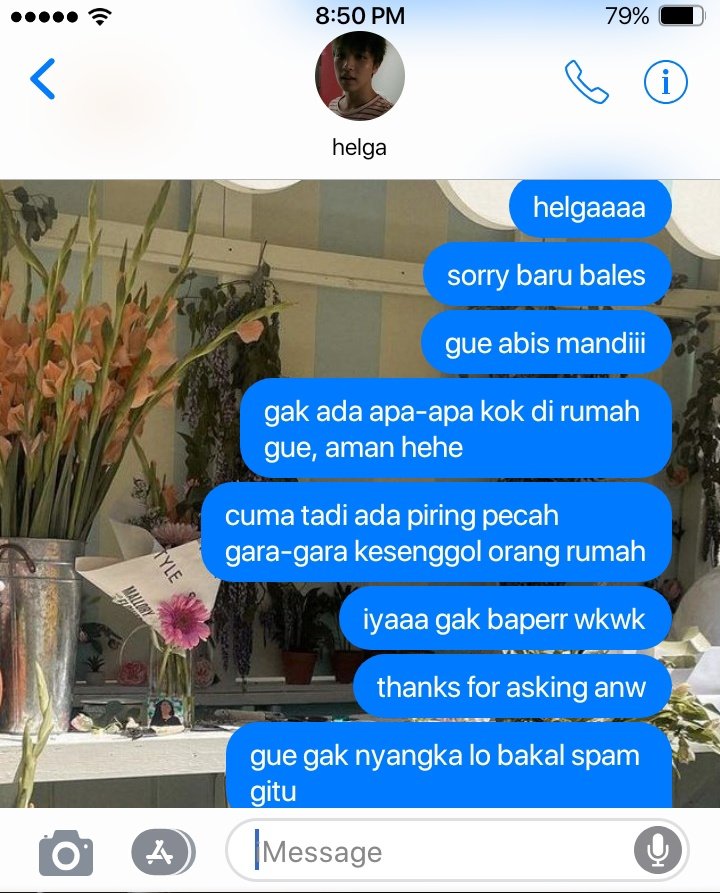 8:50 PM
79%
helga
helgaaaa
sorry baru bales
gue abis mandiii
gak ada apa-apa kok di rumah
gue, aman hehe
cuma tadi ada piring pecah
gara-gara kesenggol orang rumah
iyaaa gak baperr wkwk
TYLE
MALLORY
thanks for asking anw
gue gak nyangka lo bakal spam
gitu
Message